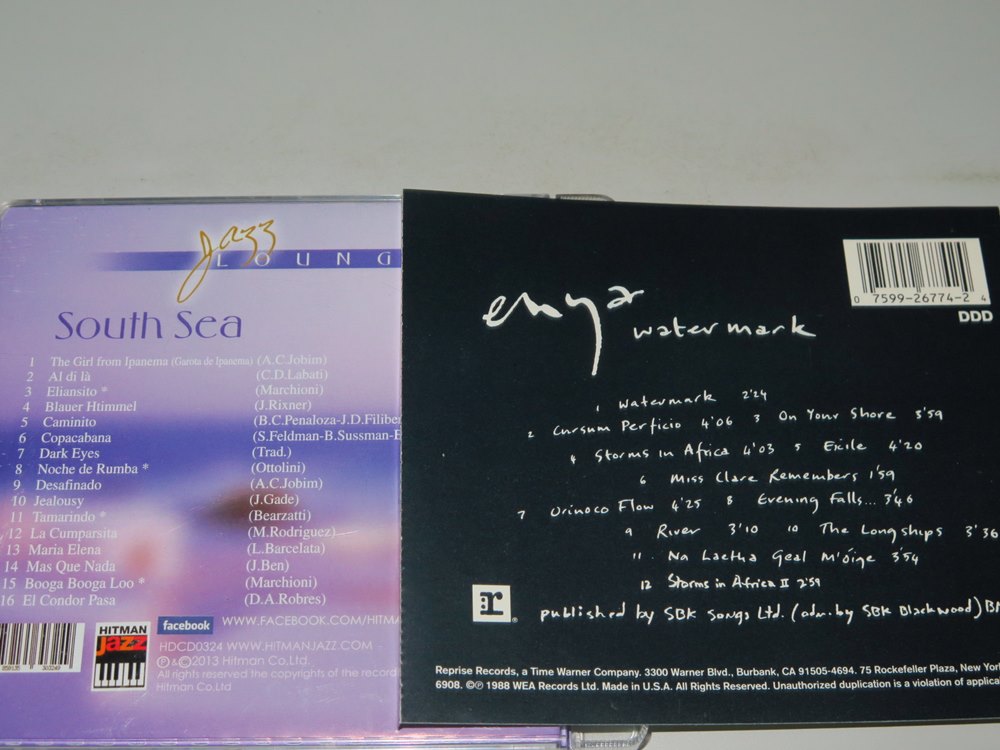 Jazz
LOUNG
South Sea
1 The Girl from Ipanema (Garota de Ipanema) (A.C.Jobim)
2 Al di là (C.D.Labati)
3 Eliansito * (Marchioni)
4 Blauer Htimmel (J.Rixner)
5 Caminito (B.C.Penaloza-J.D.Filiber
6 Copacabana (S.Feldman-B.Sussman-B
7 Dark Eyes (Trad.)
8 Noche de Rumba * (Ottolini)
9 Desafinado (A.C.Jobim)
10 Jealousy (J.Gade)
11 Tamarindo * (Bearzatti)
12 La Cumparsita (M.Rodriguez)
13 Maria Elena (L.Barcelata)
14 Mas Que Nada (J.Ben)
15 Booga Booga Loo * (Marchioni)
16 El Condor Pasa (D.A.Robres)
HITMAN
jazz
facebook WWW.FACEBOOK.COM/HITM
HDCD0324 WWW.HITMANJAZZ.COM
℗&©2013 Hitman Co,Ltd.
All rights reserved the copyrights of the record
Hitman Co.Ltd
0 7599-26774-2 4
DDD
enya
watermark
1 watermark 2'24
2 Cursum Perficio 4'06 3 On Your Shore 3'59
4 Storms in Africa 4'03 5 Exile 4'20
6 Miss Clare Remembers 1'59
7 Orinoco Flow 4'25 8 Evening Falls... 3'46
9 River 3'10 10 The Longships 3'36
11 Na Laetha Geal M'óige 3'54
12 Storms in Africa II 2'59
r
published by SBK Songs Ltd. (adm. by SBK Blackwood) BM
Reprise Records, a Time Warner Company. 3300 Warner Blvd., Burbank, CA 91505-4694. 75 Rockefeller Plaza, New York
6908. ©℗ 1988 WEA Records Ltd. Made in U.S.A. All Rights Reserved. Unauthorized duplication is a violation of applica